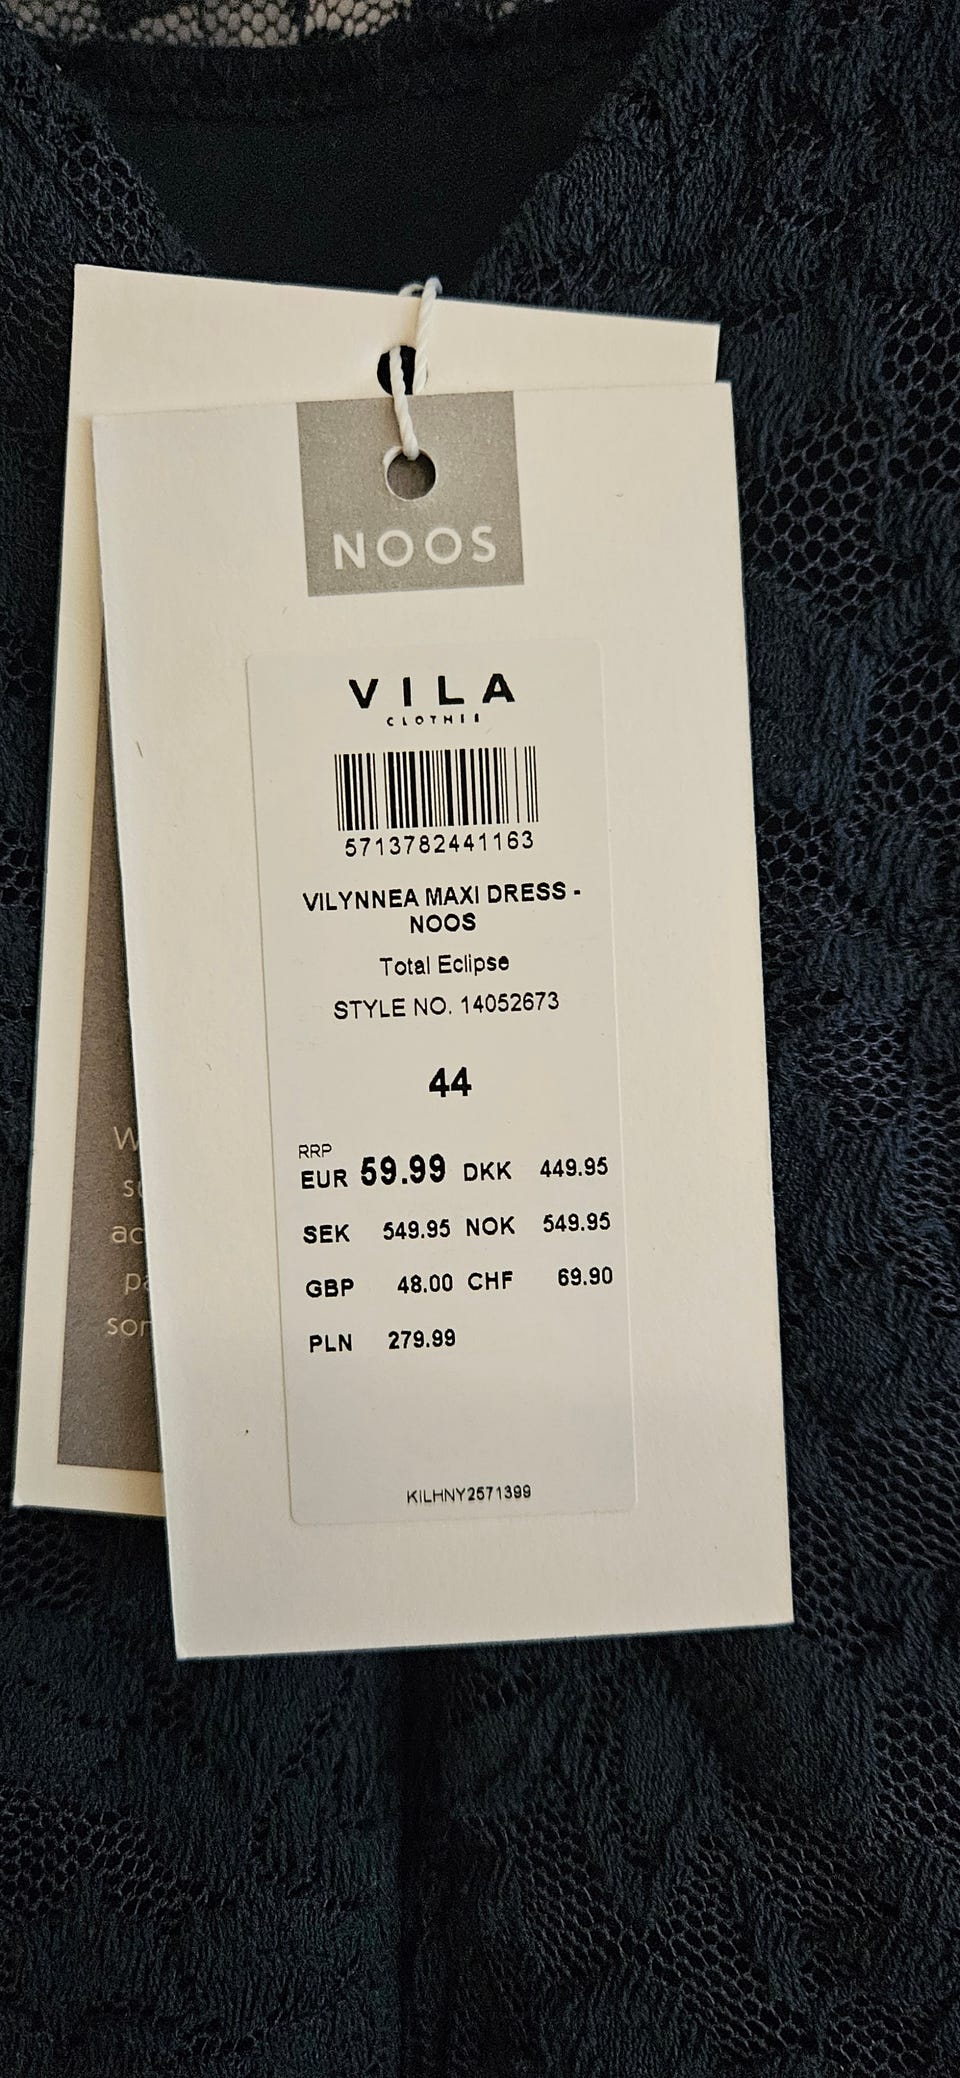 NOOS
VILA
CLOTHES
5713782441163
VILYNNEA MAXI DRESS -
NOOS
Total Eclipse
STYLE NO. 14052673
44
RRP
EUR 59.99 DKK 449.95
SEK 549.95 NOK 549.95
GBP 48.00 CHF 69.90
PLN 279.99
KILHNY2571399